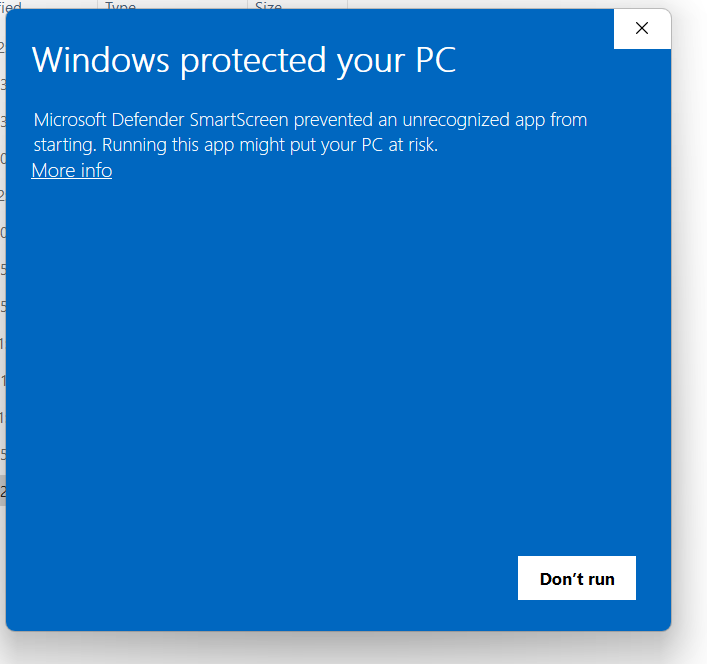 Type
Size
Windows protected your PC
Microsoft Defender SmartScreen prevented an unrecognized app from
starting. Running this app might put your PC at risk.
More info
Don't run